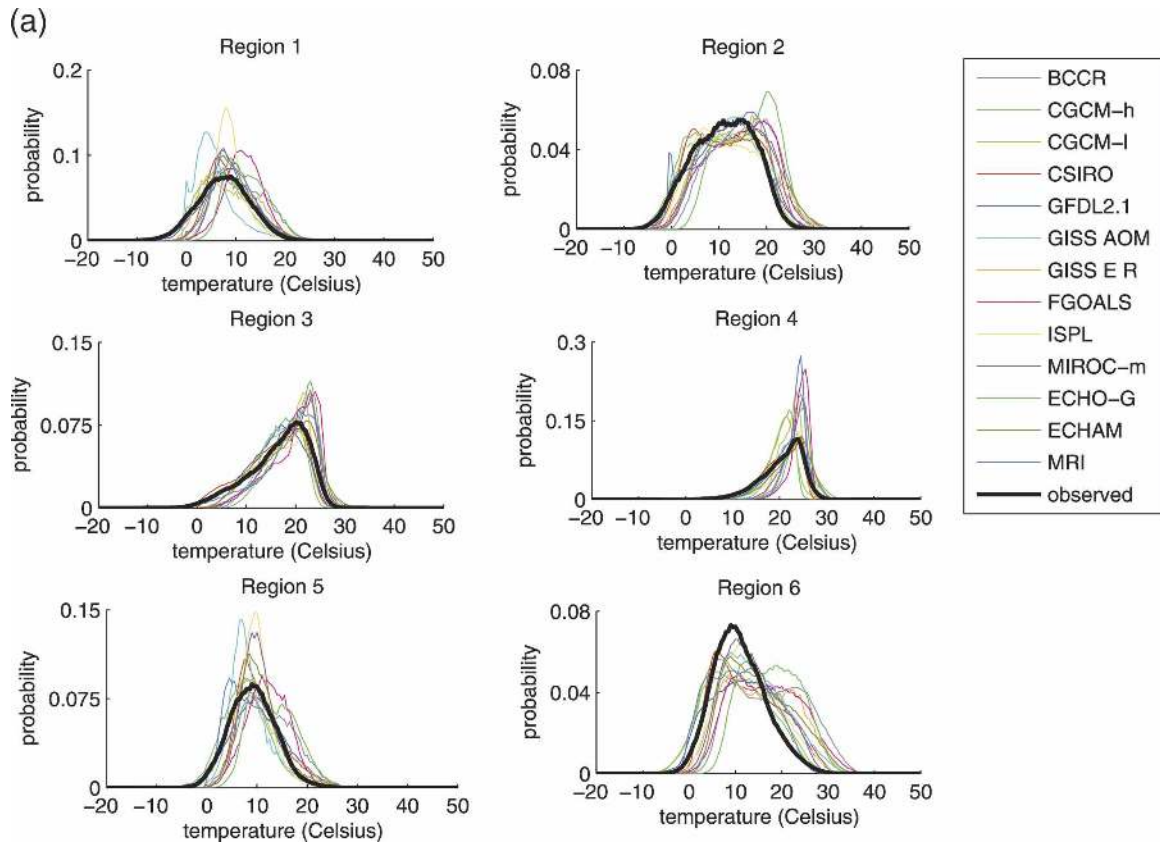 (a)
Region 1
0.2
0.1
0
probability
-20 -10 0 10 20 30 40 50
temperature (Celsius)
Region 2
0.08
0.04
0
probability
-20 -10 0 10 20 30 40 50
temperature (Celsius)
Region 3
0.15
0.075
0
probability
-20 -10 0 10 20 30 40 50
temperature (Celsius)
Region 4
0.3
0.15
0
probability
-20 -10 0 10 20 30 40 50
temperature (Celsius)
Region 5
0.15
0.075
0
probability
-20 -10 0 10 20 30 40 50
temperature (Celsius)
Region 6
0.08
0.04
0
probability
-20 -10 0 10 20 30 40 50
temperature (Celsius)
BCCR
CGCM-h
CGCM-l
CSIRO
GFDL2.1
GISS AOM
GISS E R
FGOALS
ISPL
MIROC-m
ECHO-G
ECHAM
MRI
observed